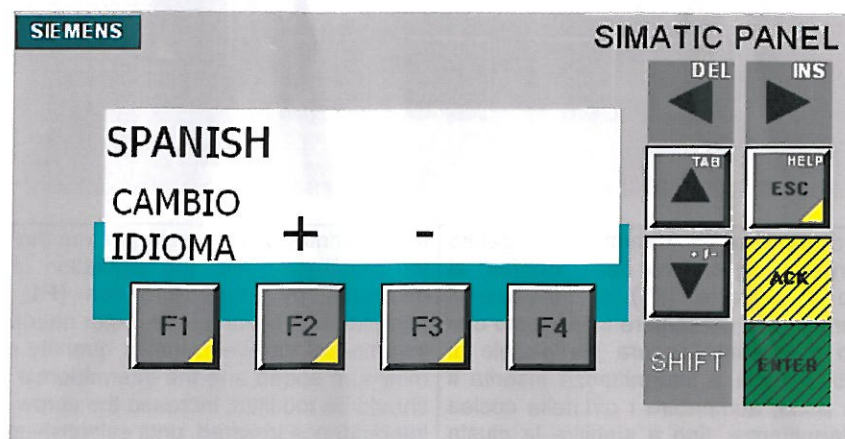 SIEMENS
SIMATIC PANEL
DEL
INS
SPANISH
CAMBIO
IDIOMA + -
TAB
HELP
ESC
+/-
ACK
F1 F2 F3 F4
SHIFT
ENTER